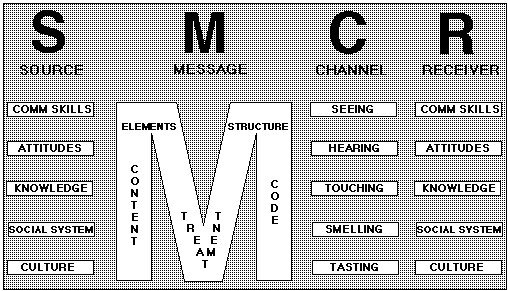 S M C R
SOURCE MESSAGE CHANNEL RECEIVER
COMM SKILLS
ATTITUDES
KNOWLEDGE
SOCIAL SYSTEM
CULTURE
ELEMENTS STRUCTURE
CONTENT
TREATMENT
CODE
SEEING
HEARING
TOUCHING
SMELLING
TASTING
COMM SKILLS
ATTITUDES
KNOWLEDGE
SOCIAL SYSTEM
CULTURE